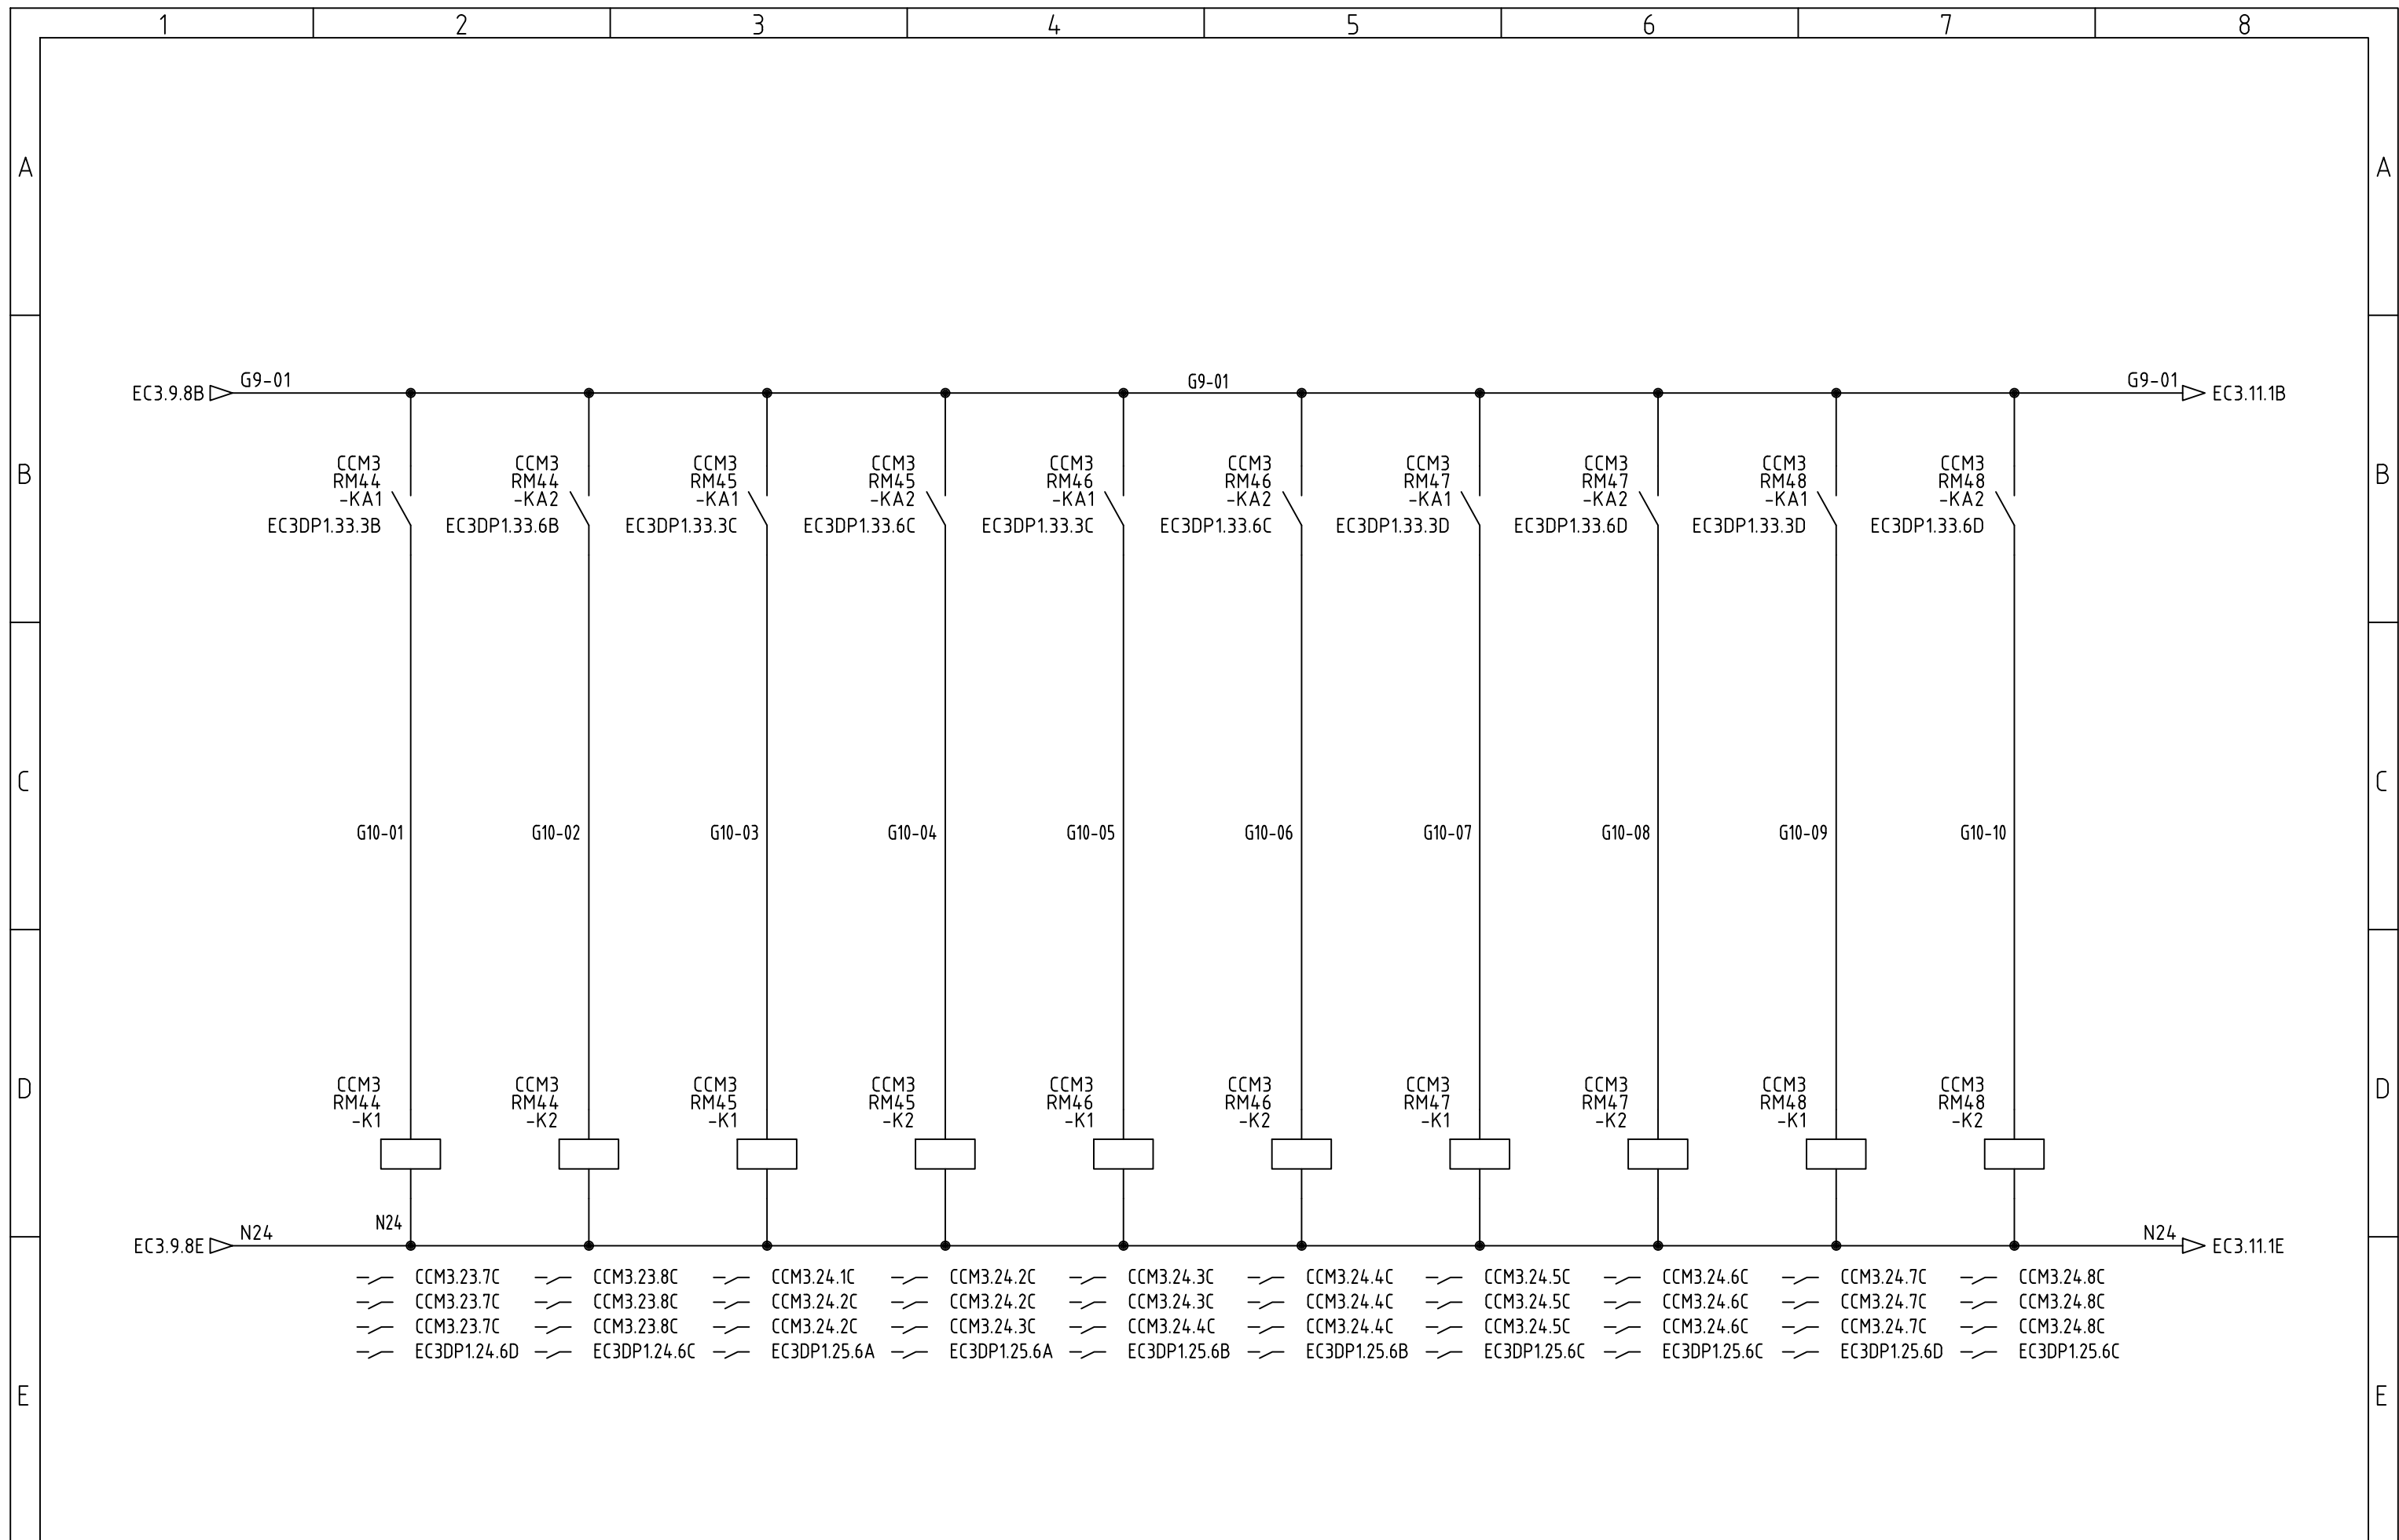 1 2 3 4 5 6 7 8
A A
G9-01 G9-01 G9-01
EC3.9.8B EC3.11.1B
CCM3 CCM3 CCM3 CCM3 CCM3 CCM3 CCM3 CCM3 CCM3 CCM3
B B
RM44 RM44 RM45 RM45 RM46 RM46 RM47 RM47 RM48 RM48
-KA1 -KA2 -KA1 -KA2 -KA1 -KA2 -KA1 -KA2 -KA1 -KA2
EC3DP1.33.3B EC3DP1.33.6B EC3DP1.33.3C EC3DP1.33.6C EC3DP1.33.3C EC3DP1.33.6C EC3DP1.33.3D EC3DP1.33.6D EC3DP1.33.3D EC3DP1.33.6D
C C
G10-01 G10-02 G10-03 G10-04 G10-05 G10-06 G10-07 G10-08 G10-09 G10-10
CCM3 CCM3 CCM3 CCM3 CCM3 CCM3 CCM3 CCM3 CCM3 CCM3
D D
RM44 RM44 RM45 RM45 RM46 RM46 RM47 RM47 RM48 RM48
-K1 -K2 -K1 -K2 -K1 -K2 -K1 -K2 -K1 -K2
N24 N24 N24
EC3.9.8E EC3.11.1E
CCM3.23.7C CCM3.23.8C CCM3.24.1C CCM3.24.2C CCM3.24.3C CCM3.24.4C CCM3.24.5C CCM3.24.6C CCM3.24.7C CCM3.24.8C
CCM3.23.7C CCM3.23.8C CCM3.24.2C CCM3.24.2C CCM3.24.3C CCM3.24.4C CCM3.24.5C CCM3.24.6C CCM3.24.7C CCM3.24.8C
CCM3.23.7C CCM3.23.8C CCM3.24.2C CCM3.24.3C CCM3.24.4C CCM3.24.4C CCM3.24.5C CCM3.24.6C CCM3.24.7C CCM3.24.8C
EC3DP1.24.6D EC3DP1.24.6C EC3DP1.25.6A EC3DP1.25.6A EC3DP1.25.6B EC3DP1.25.6B EC3DP1.25.6C EC3DP1.25.6C EC3DP1.25.6D EC3DP1.25.6C
E E